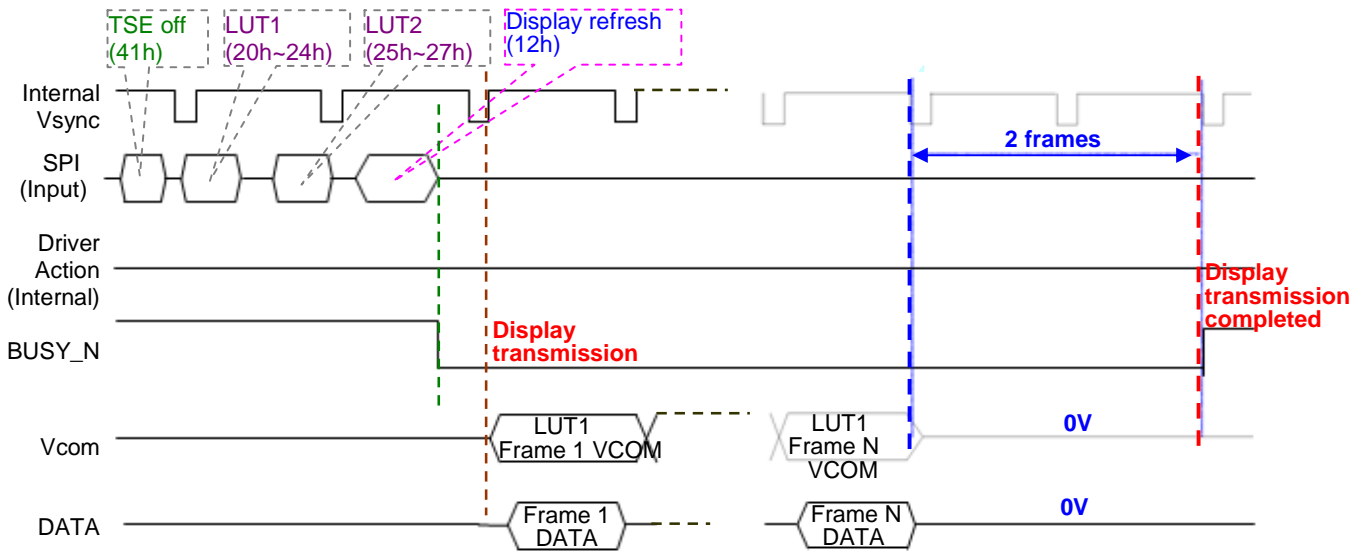 TSE off
(41h)
LUT1
(20h~24h)
LUT2
(25h~27h)
Display refresh
(12h)
Internal
Vsync
2 frames
SPI
(Input)
Driver
Action
(Internal)
Display
transmission
completed
BUSY_N
Display
transmission
Vcom
LUT1
Frame 1 VCOM
LUT1
Frame N
VCOM
0V
DATA
Frame 1
DATA
Frame N
DATA
0V